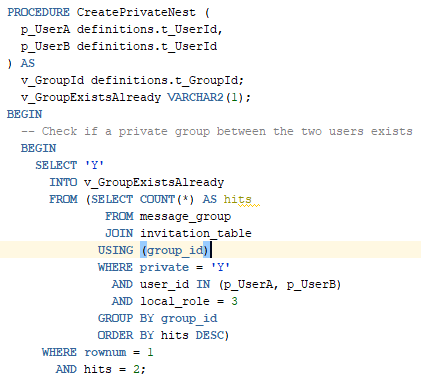 PROCEDURE CreatePrivateNest (
  p_UserA definitions.t_UserId,
  p_UserB definitions.t_UserId
) AS
  v_GroupId definitions.t_GroupId;
  v_GroupExistsAlready VARCHAR2(1);
BEGIN
  -- Check if a private group between the two users exists
  BEGIN
    SELECT 'Y'
      INTO v_GroupExistsAlready
      FROM (SELECT COUNT(*) AS hits
              FROM message_group
              JOIN invitation_table
             USING (group_id)
             WHERE private = 'Y'
               AND user_id IN (p_UserA, p_UserB)
               AND local_role = 3
             GROUP BY group_id
             ORDER BY hits DESC)
     WHERE rownum = 1
       AND hits = 2;